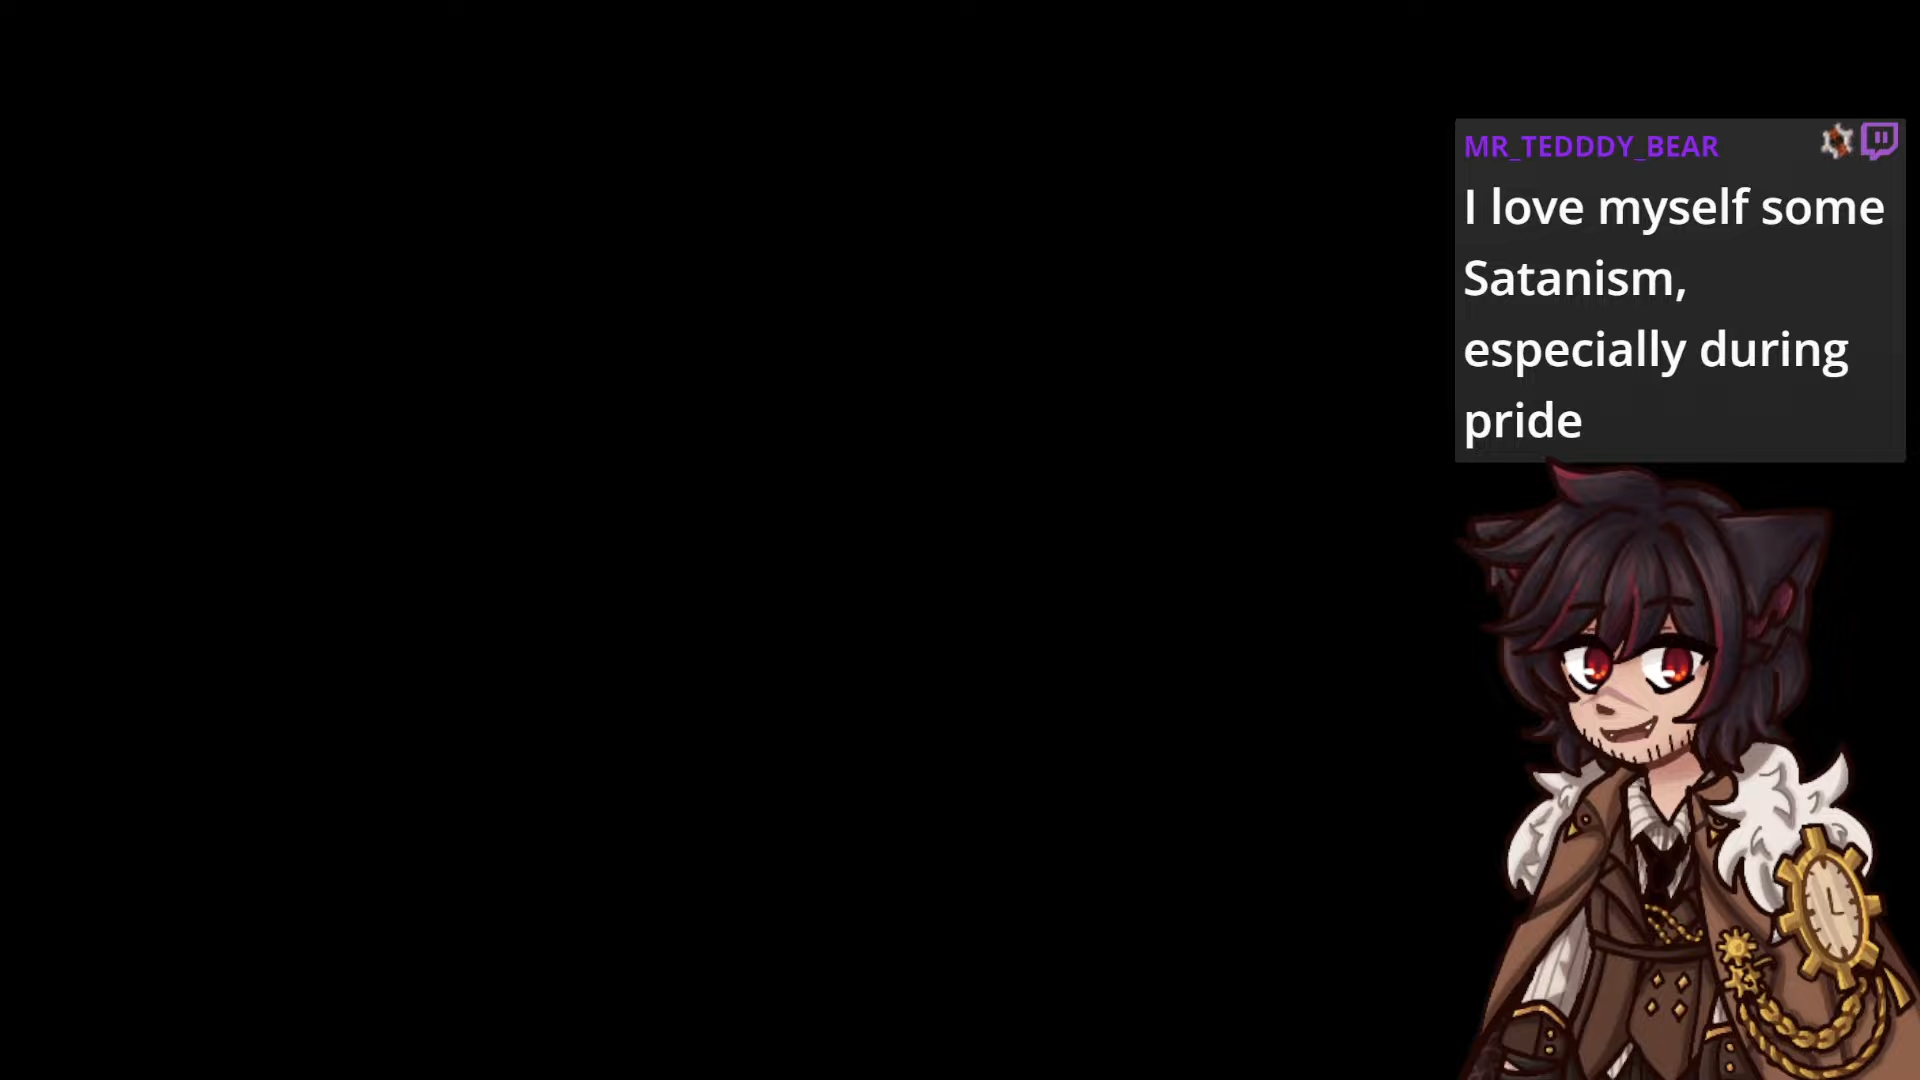 MR_TEDDDY_BEAR
I love myself some
Satanism,
especially during
pride